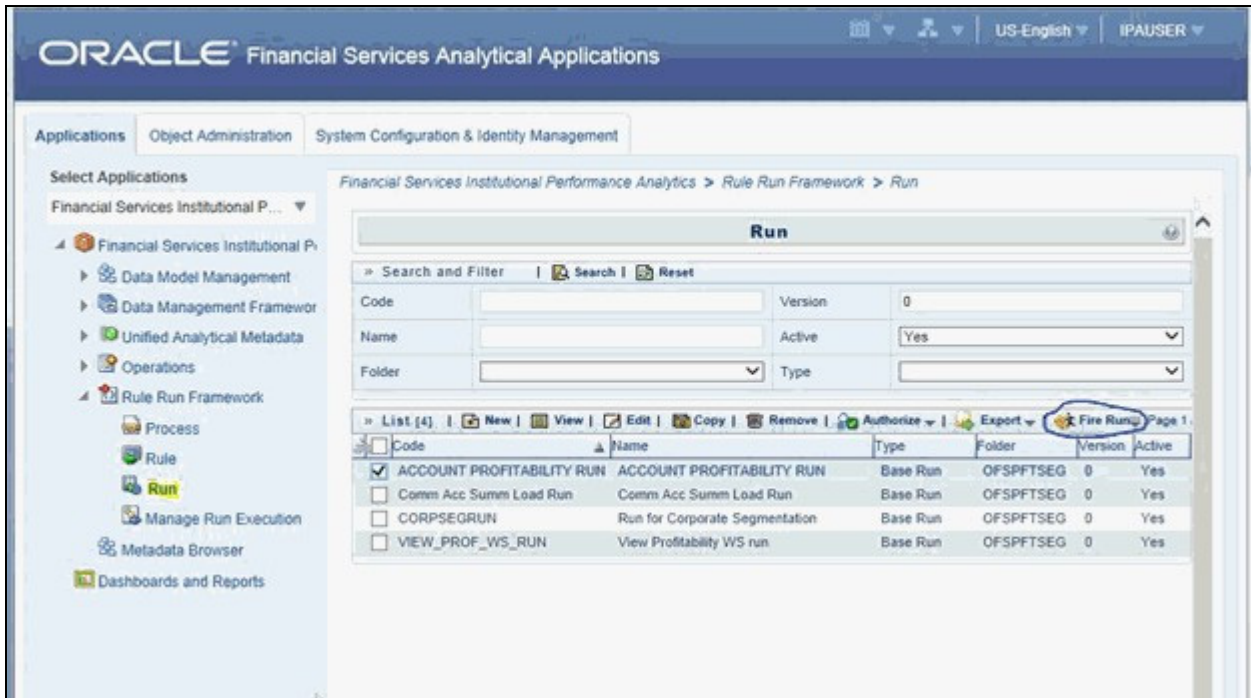 US-English IPAUSER
ORACLE Financial Services Analytical Applications
Applications Object Administration System Configuration & Identity Management
Select Applications
Financial Services Institutional P...
Financial Services Institutional P
Data Model Management
Data Management Framewor
Unified Analytical Metadata
Operations
Rule Run Framework
Process
Rule
Run
Manage Run Execution
Metadata Browser
Dashboards and Reports
Financial Services Institutional Performance Analytics > Rule Run Framework > Run
Run
» Search and Filter | Search | Reset
Code Version 0
Name Active Yes
Folder Type
» List [4] | New | View | Edit | Copy | Remove | Authorize | Export Fire Run Page 1
Code Name Type Folder Version Active
ACCOUNT PROFITABILITY RUN ACCOUNT PROFITABILITY RUN Base Run OFSPFTSEG 0 Yes
Comm Acc Summ Load Run Comm Acc Summ Load Run Base Run OFSPFTSEG 0 Yes
CORPSEGRUN Run for Corporate Segmentation Base Run OFSPFTSEG 0 Yes
VIEW_PROF_WS_RUN View Profitability WS run Base Run OFSPFTSEG 0 Yes